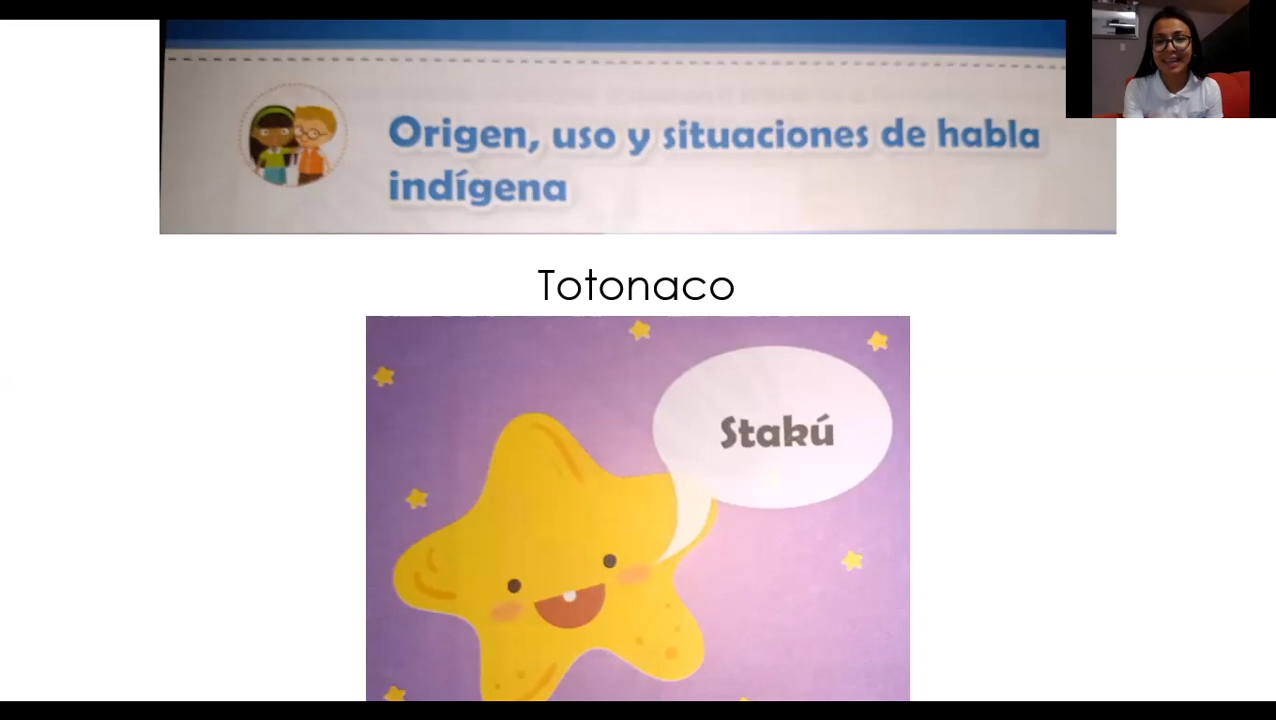 Origen, uso y situaciones de habla
indígena
Totonaco
Stakú